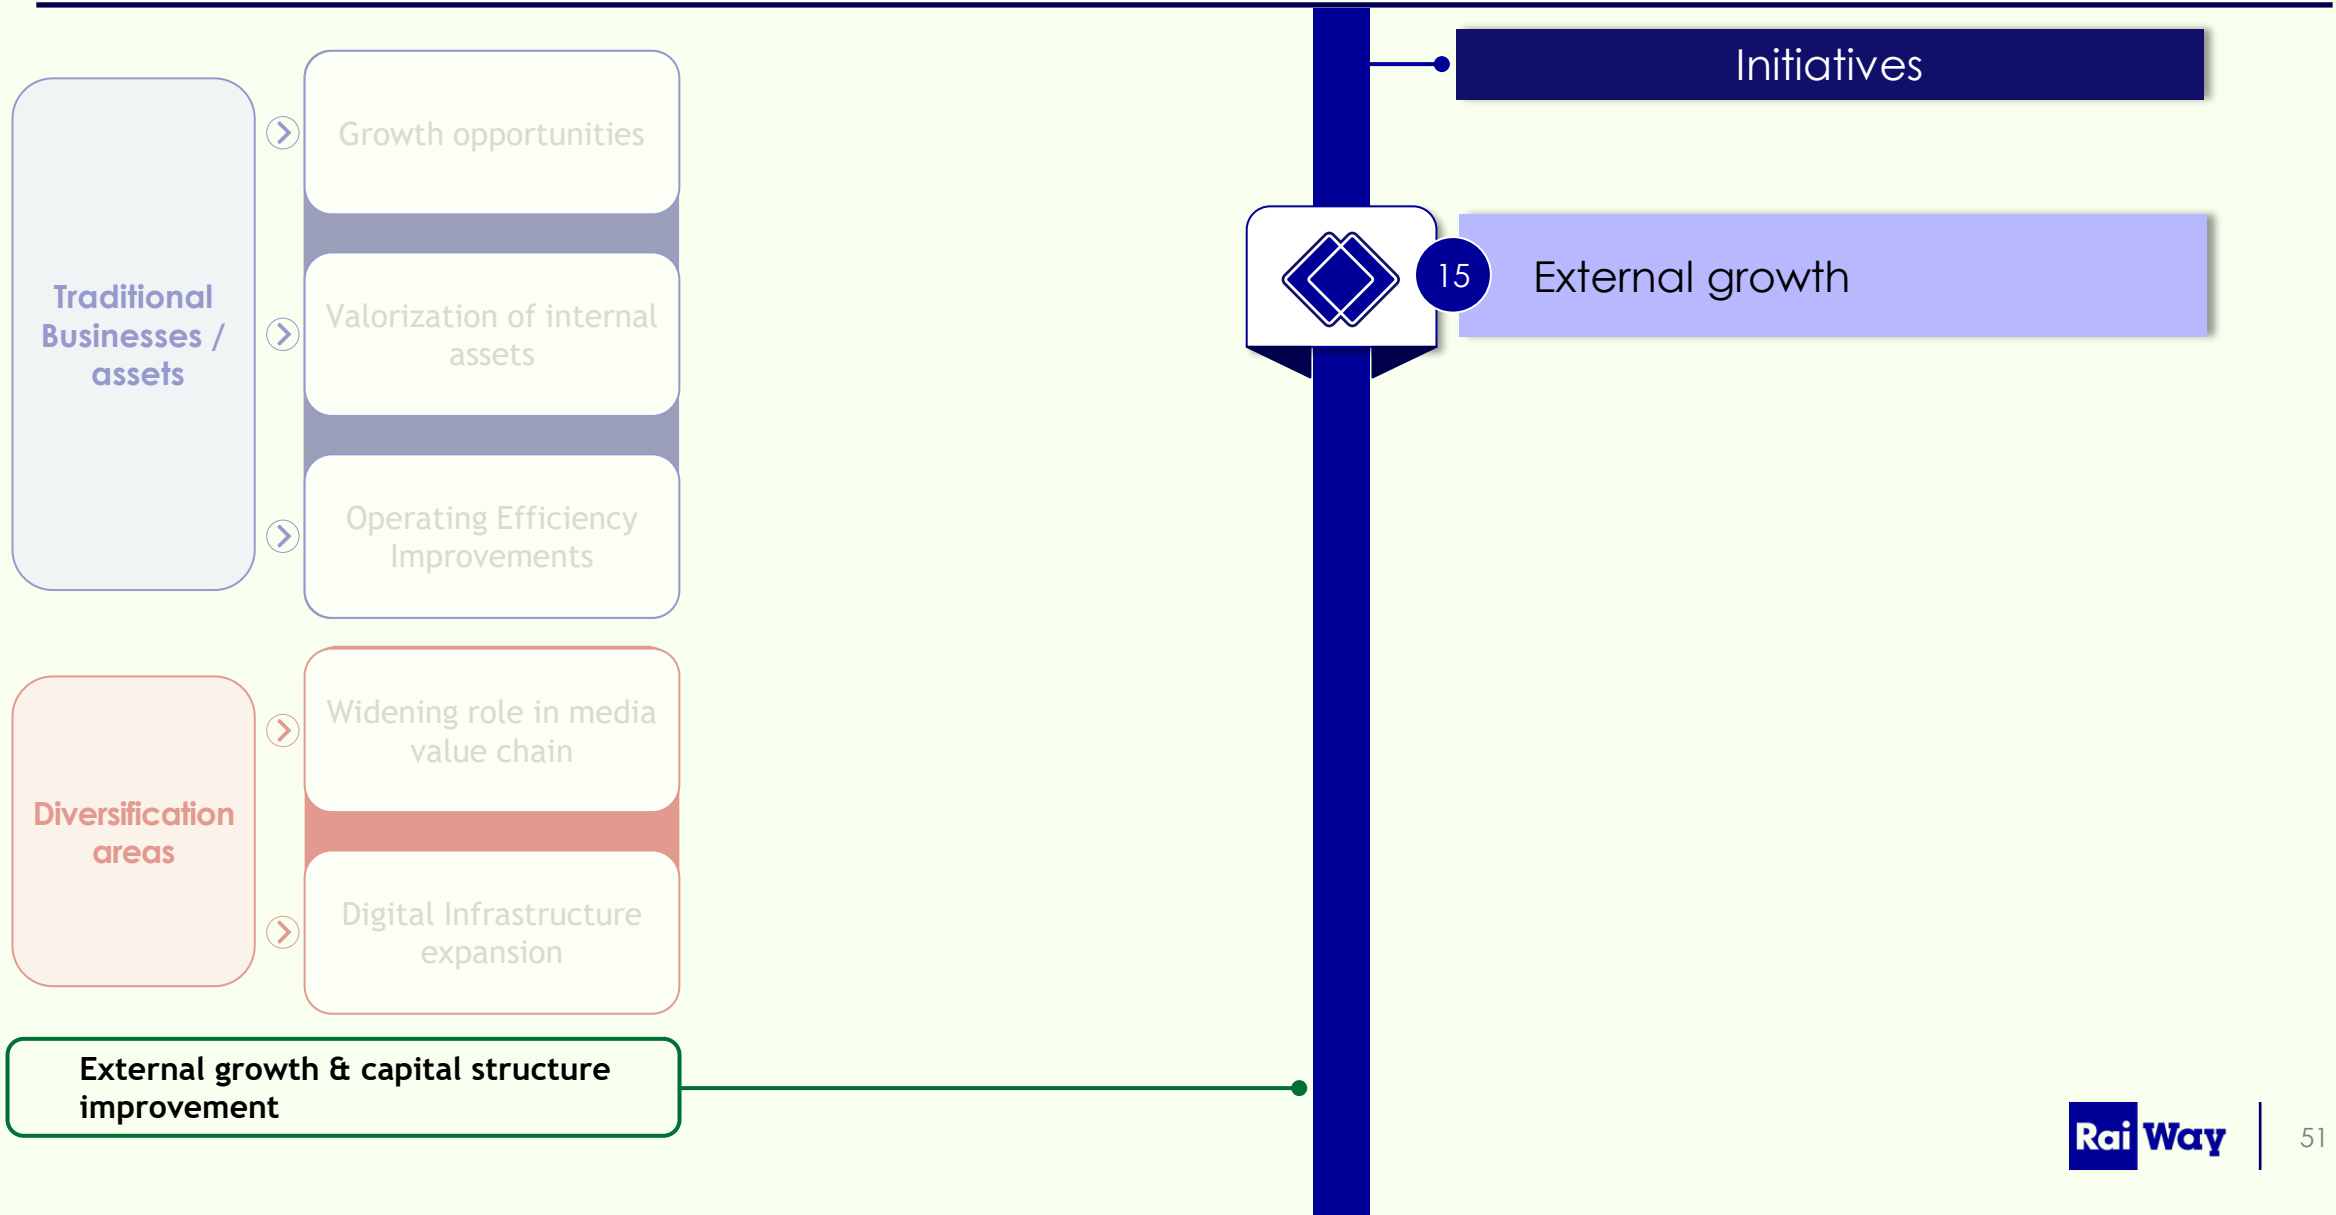 Initiatives
Growth opportunities
Traditional
Businesses /
assets
Valorization of internal
assets
Operating Efficiency
Improvements
15
External growth
Widening role in media
value chain
Diversification
areas
Digital Infrastructure
expansion
External growth & capital structure
improvement
Rai Way
51